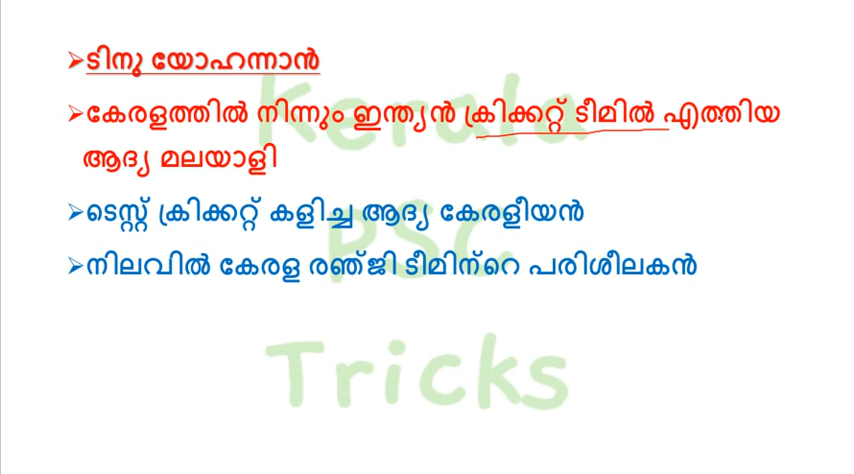 ➢ടിനു യോഹന്നാൻ
➢കേരളത്തിൽ നിന്നും ഇന്ത്യൻ ക്രിക്കറ്റ് ടീമിൽ എത്തിയ
ആദ്യ മലയാളി
➢ടെസ്റ്റ് ക്രിക്കറ്റ് കളിച്ച ആദ്യ കേരളീയൻ
➢നിലവിൽ കേരള രഞ്ജി ടീമിന്റെ പരിശീലകൻ
Kerala
PSC
Tricks